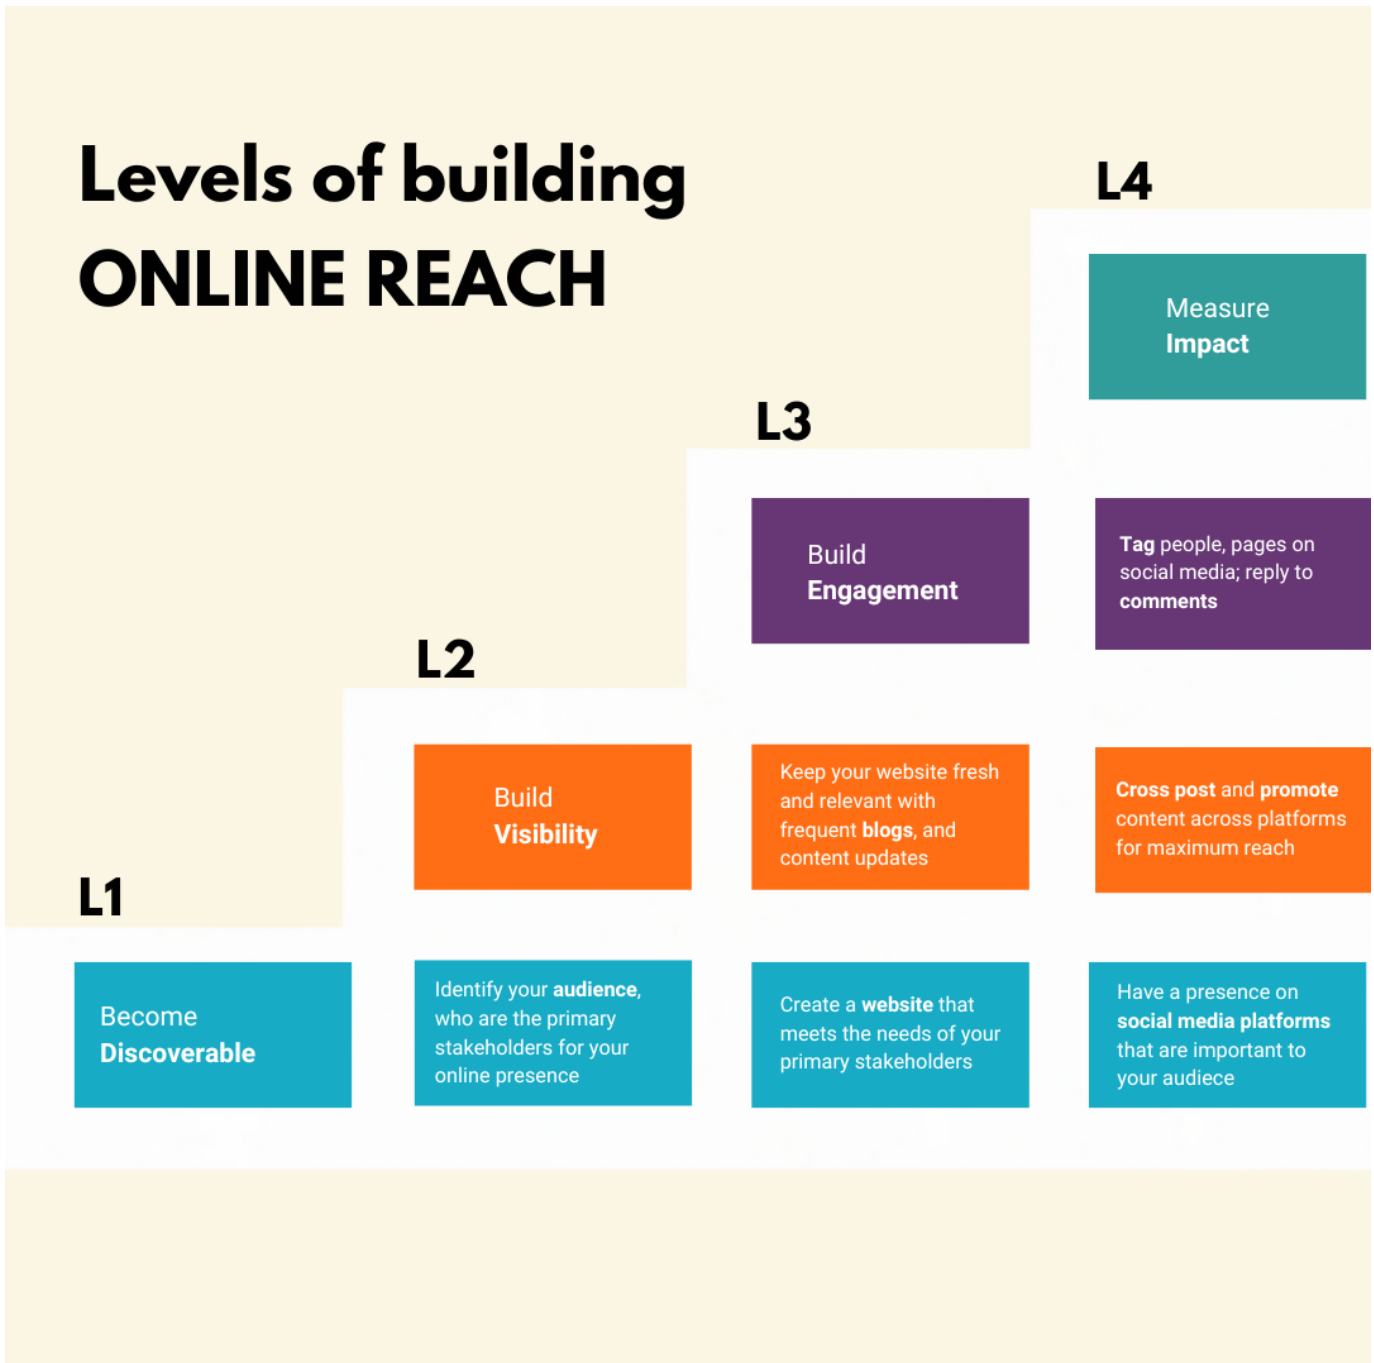 Levels of building
ONLINE REACH
L4
Measure
Impact
L3
Build
Engagement
Tag people, pages on
social media; reply to
comments
L2
Build
Visibility
Keep your website fresh
and relevant with
frequent blogs, and
content updates
Cross post and promote
content across platforms
for maximum reach
L1
Become
Discoverable
Identify your audience,
who are the primary
stakeholders for your
online presence
Create a website that
meets the needs of your
primary stakeholders
Have a presence on
social media platforms
that are important to
your audiece